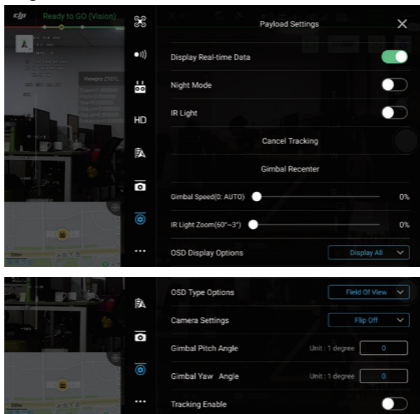 dji Ready to GO (Vision)
Payload Settings
Display Real-time Data
Night Mode
HD
IR Light
Cancel Tracking
Gimbal Recenter
Gimbal Speed(0: AUTO) 0%
IR Light Zoom(60°~3°) 0%
OSD Display Options Display All
OSD Type Options Field Of View
Camera Settings Flip Off
Gimbal Pitch Angle Unit : 1 degree 0
Gimbal Yaw Angle Unit : 1 degree 0
Tracking Enable